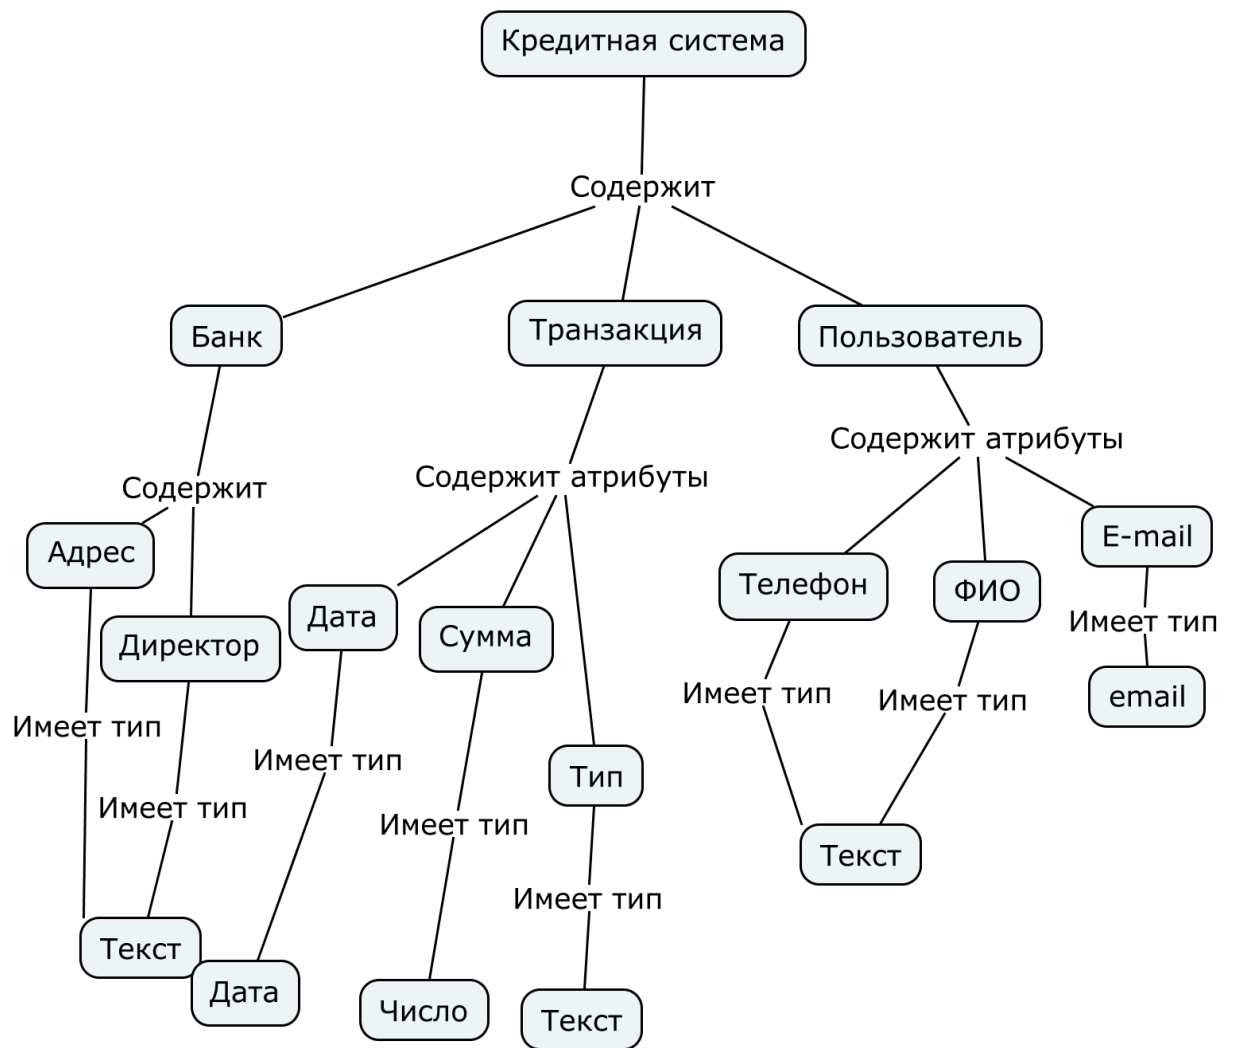 Кредитная система
Содержит
Банк
Транзакция
Пользователь
Содержит
Содержит атрибуты
Содержит атрибуты
Адрес
Директор
Дата
Сумма
Тип
Телефон
ФИО
E-mail
Имеет тип
Имеет тип
Имеет тип
Имеет тип
Имеет тип
Имеет тип
Имеет тип
Имеет тип
Текст
Дата
Число
Текст
Текст
email